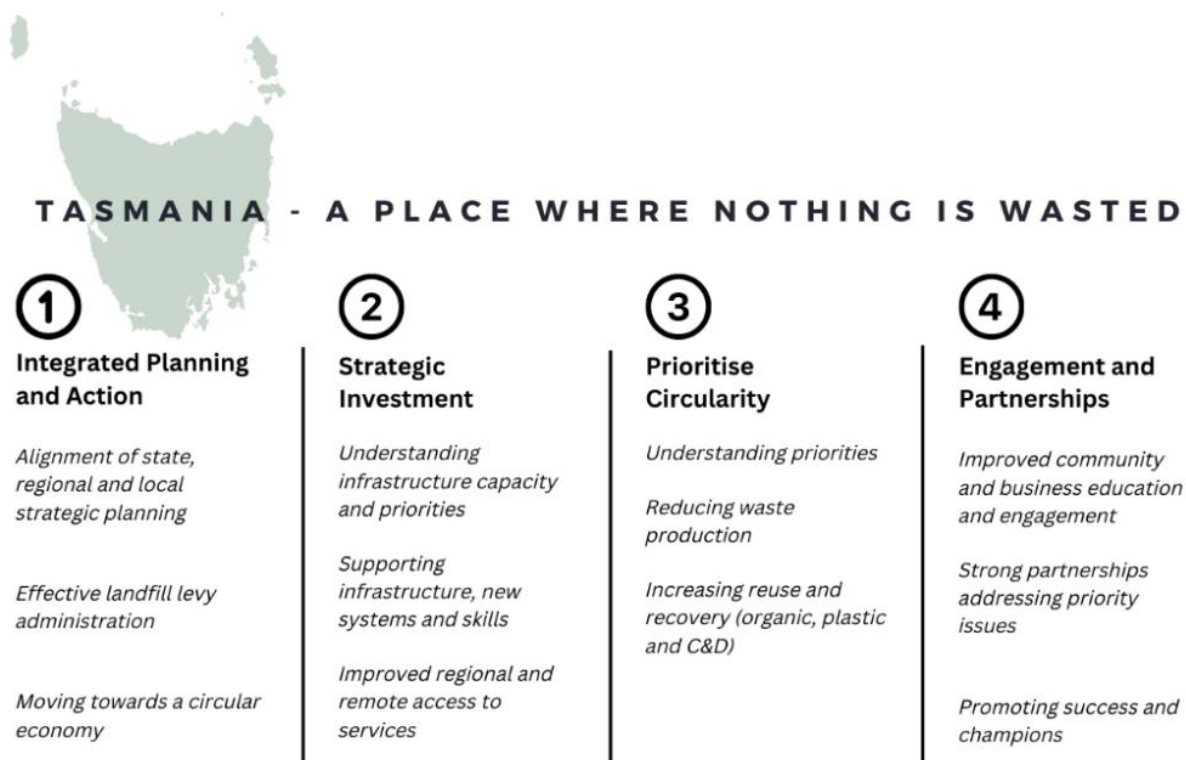 TASMANIA - A PLACE WHERE NOTHING IS WASTED
1
Integrated Planning
and Action
Alignment of state,
regional and local
strategic planning
Effective landfill levy
administration
Moving towards a circular
economy
2
Strategic
Investment
Understanding
infrastructure capacity
and priorities
Supporting
infrastructure, new
systems and skills
Improved regional and
remote access to
services
3
Prioritise
Circularity
Understanding priorities
Reducing waste
production
Increasing reuse and
recovery (organic, plastic
and C&D)
4
Engagement and
Partnerships
Improved community
and business education
and engagement
Strong partnerships
addressing priority
issues
Promoting success and
champions